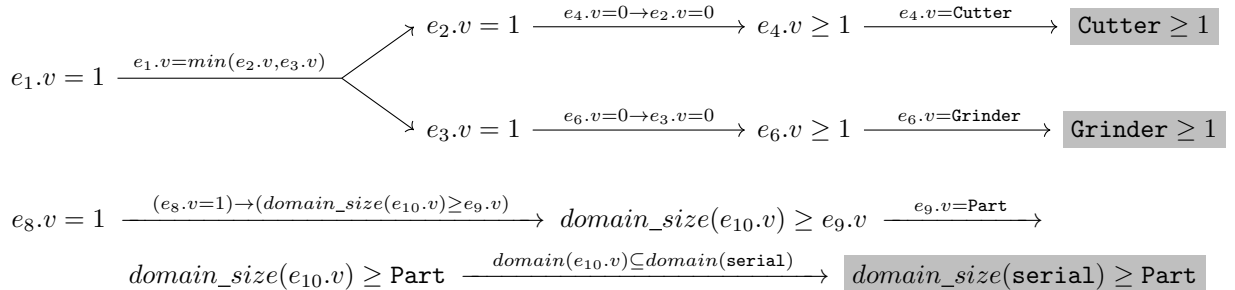 e₂.v = 1 e₄.v=0→e₂.v=0 e₄.v ≥ 1 e₄.v=Cutter Cutter ≥ 1
e₁.v = 1 e₁.v=min(e₂.v,e₃.v)
e₃.v = 1 e₆.v=0→e₃.v=0 e₆.v ≥ 1 e₆.v=Grinder Grinder ≥ 1
e₈.v = 1 (e₈.v=1)→(domain_size(e₁₀.v)≥e₉.v) domain_size(e₁₀.v) ≥ e₉.v e₉.v=Part
domain_size(e₁₀.v) ≥ Part domain(e₁₀.v)⊆domain(serial) domain_size(serial) ≥ Part